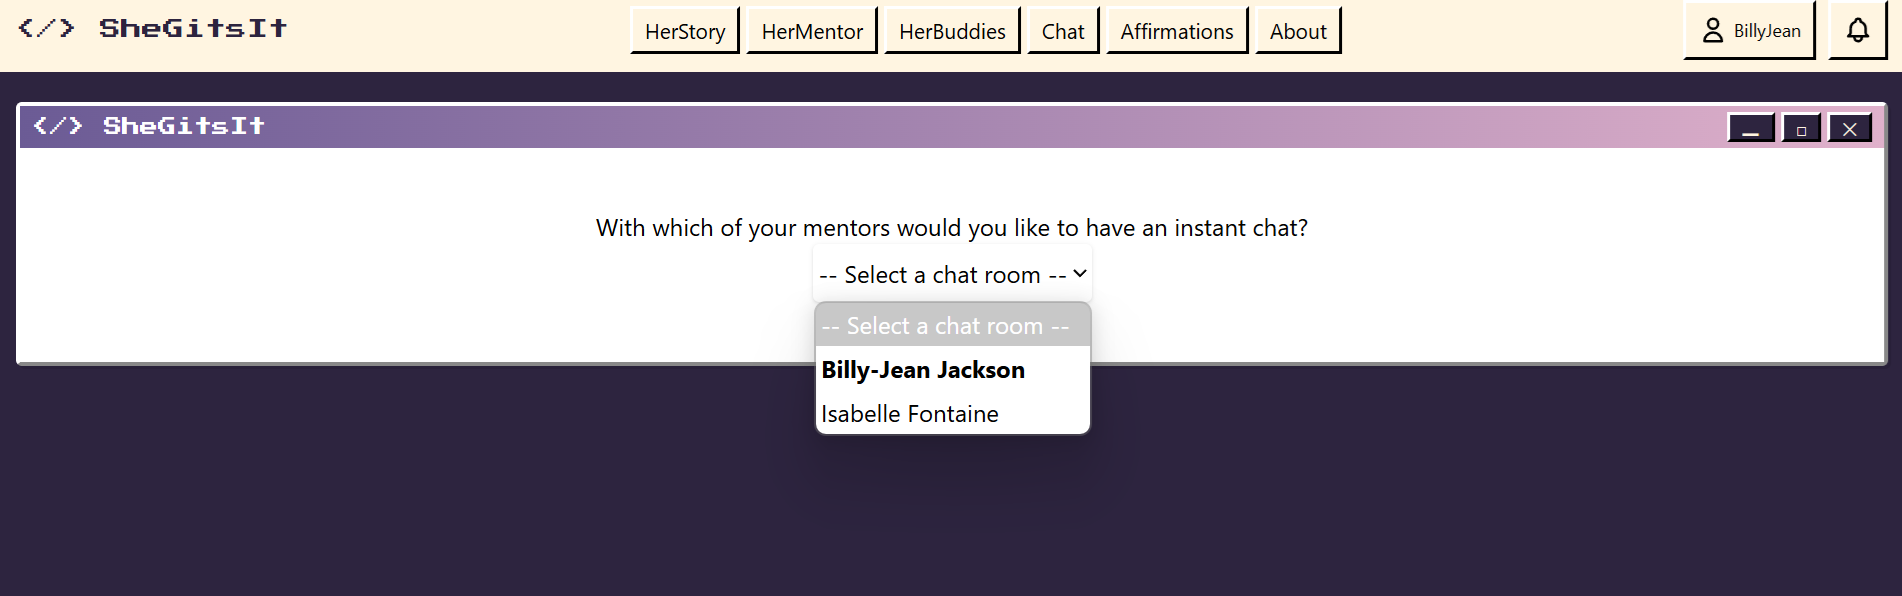 </> SheGitsIt
HerStory HerMentor HerBuddies Chat Affirmations About
BillyJean
</> SheGitsIt
With which of your mentors would you like to have an instant chat?
-- Select a chat room --
-- Select a chat room --
Billy-Jean Jackson
Isabelle Fontaine